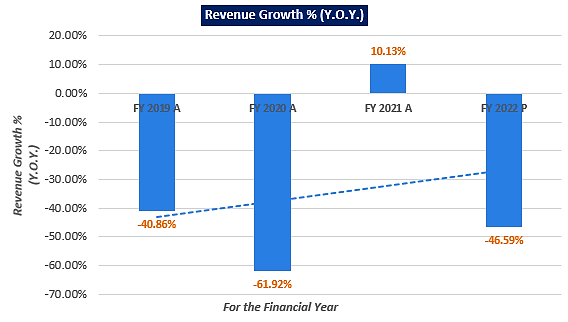 Revenue Growth % (Y.O.Y.)
20.00%
10.13%
10.00%
0.00%
FY 2019 A
FY 2020 A
FY 2021 A
FY 2022 P
-10.00%
-20.00%
-30.00%
-40.00%
-40.86%
-50.00%
-46.59%
-60.00%
-61.92%
-70.00%
Revenue Growth %
(Y.O.Y.)
For the Financial Year